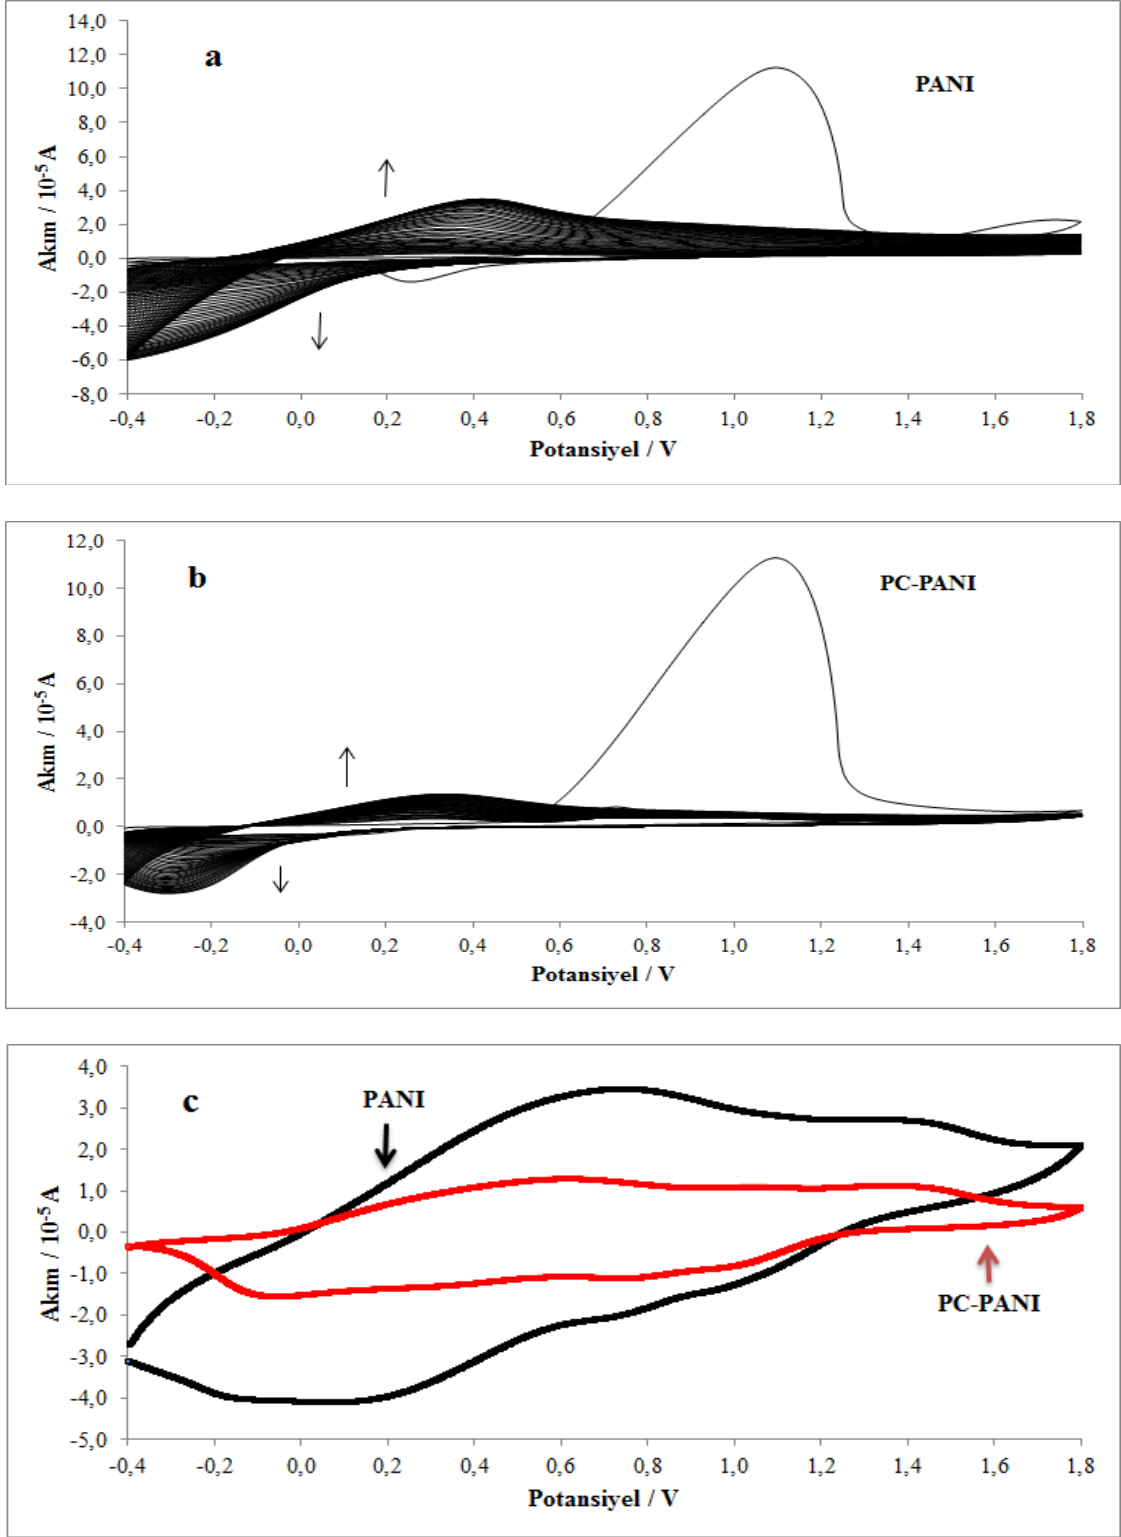 a
PANI
14,0
12,0
10,0
8,0
6,0
4,0
2,0
0,0
-2,0
-4,0
-6,0
-8,0
Akım / 10⁻⁵ A
-0,4 -0,2 0,0 0,2 0,4 0,6 0,8 1,0 1,2 1,4 1,6 1,8
Potansiyel / V
b
PC-PANI
12,0
10,0
8,0
6,0
4,0
2,0
0,0
-2,0
-4,0
Akım / 10⁻⁵ A
-0,4 -0,2 0,0 0,2 0,4 0,6 0,8 1,0 1,2 1,4 1,6 1,8
Potansiyel / V
c
PANI
PC-PANI
4,0
3,0
2,0
1,0
0,0
-1,0
-2,0
-3,0
-4,0
-5,0
Akım / 10⁻⁵ A
-0,4 -0,2 0,0 0,2 0,4 0,6 0,8 1,0 1,2 1,4 1,6 1,8
Potansiyel / V